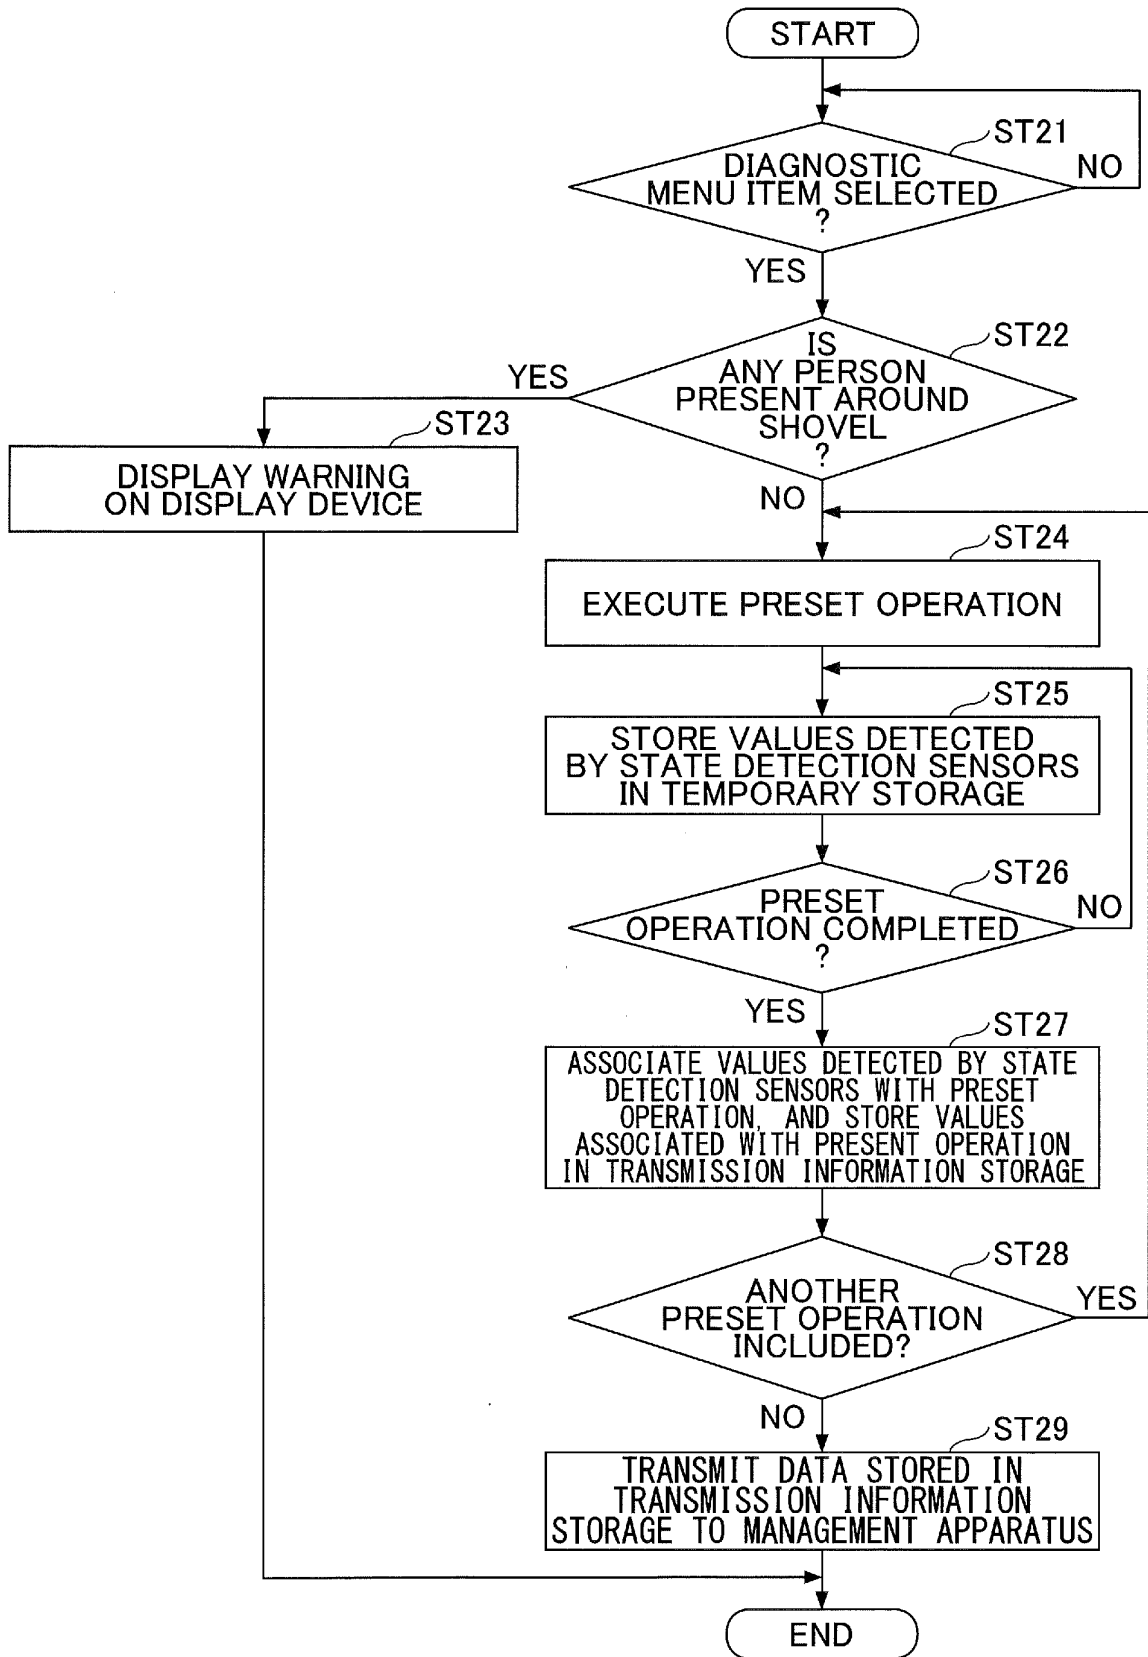 START
ST21
DIAGNOSTIC
MENU ITEM SELECTED
?
NO
YES
ST22
IS
ANY PERSON
PRESENT AROUND
SHOVEL
?
YES
ST23
DISPLAY WARNING
ON DISPLAY DEVICE
NO
ST24
EXECUTE PRESET OPERATION
ST25
STORE VALUES DETECTED
BY STATE DETECTION SENSORS
IN TEMPORARY STORAGE
ST26
PRESET
OPERATION COMPLETED
?
NO
YES
ST27
ASSOCIATE VALUES DETECTED BY STATE
DETECTION SENSORS WITH PRESET
OPERATION, AND STORE VALUES
ASSOCIATED WITH PRESENT OPERATION
IN TRANSMISSION INFORMATION STORAGE
ST28
ANOTHER
PRESET OPERATION
INCLUDED?
YES
NO
ST29
TRANSMIT DATA STORED IN
TRANSMISSION INFORMATION
STORAGE TO MANAGEMENT APPARATUS
END